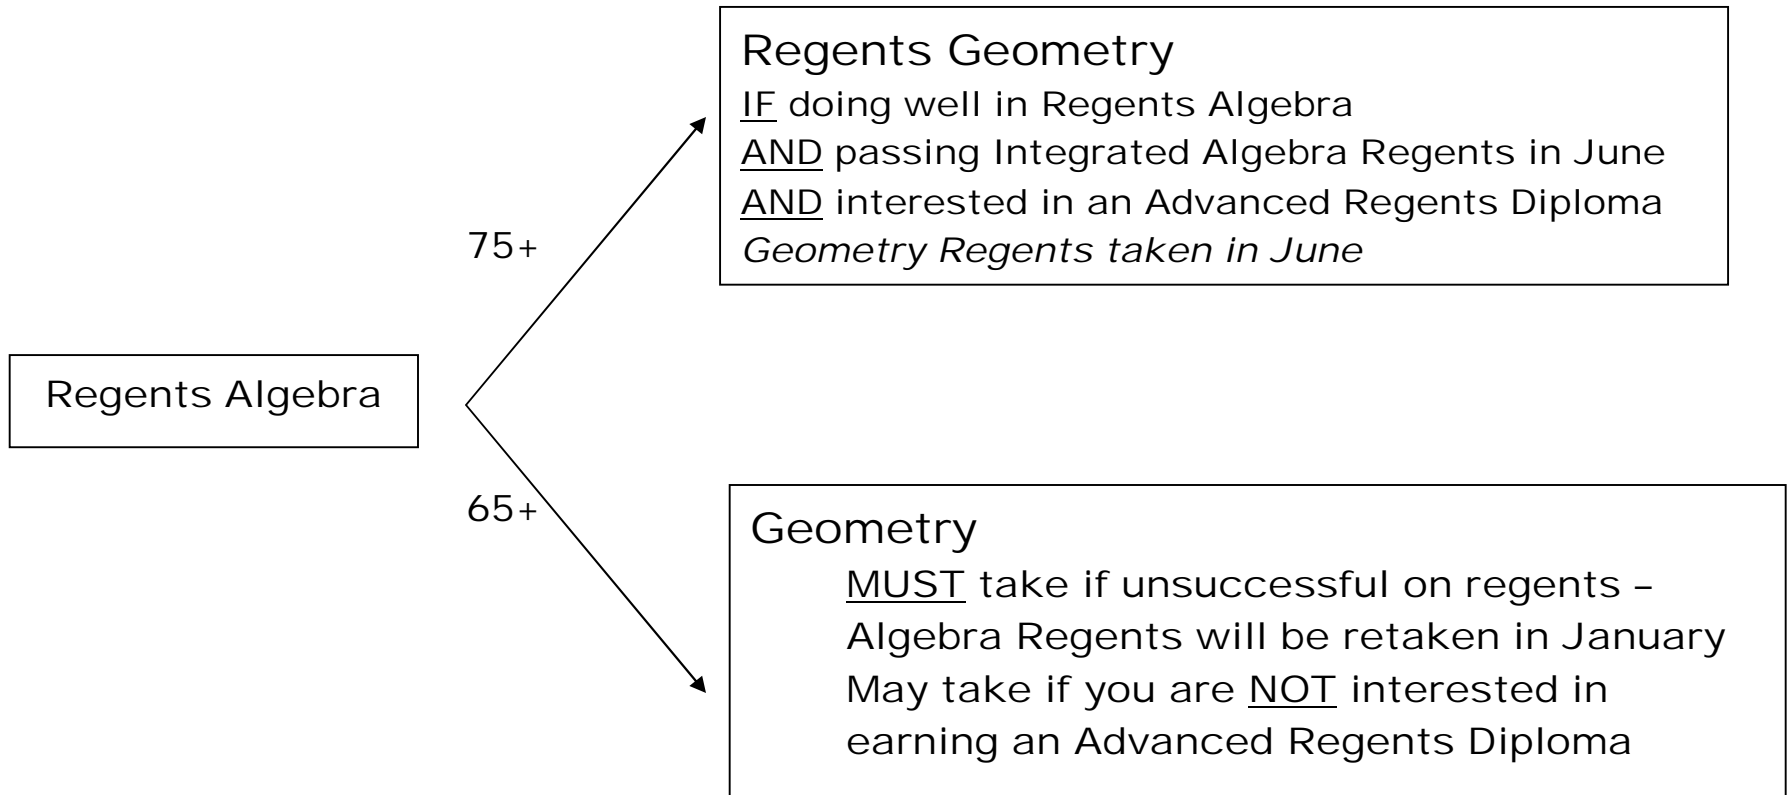 Regents Geometry
IF doing well in Regents Algebra
AND passing Integrated Algebra Regents in June
AND interested in an Advanced Regents Diploma
Geometry Regents taken in June
75+
Regents Algebra
65+
Geometry
MUST take if unsuccessful on regents –
Algebra Regents will be retaken in January
May take if you are NOT interested in
earning an Advanced Regents Diploma